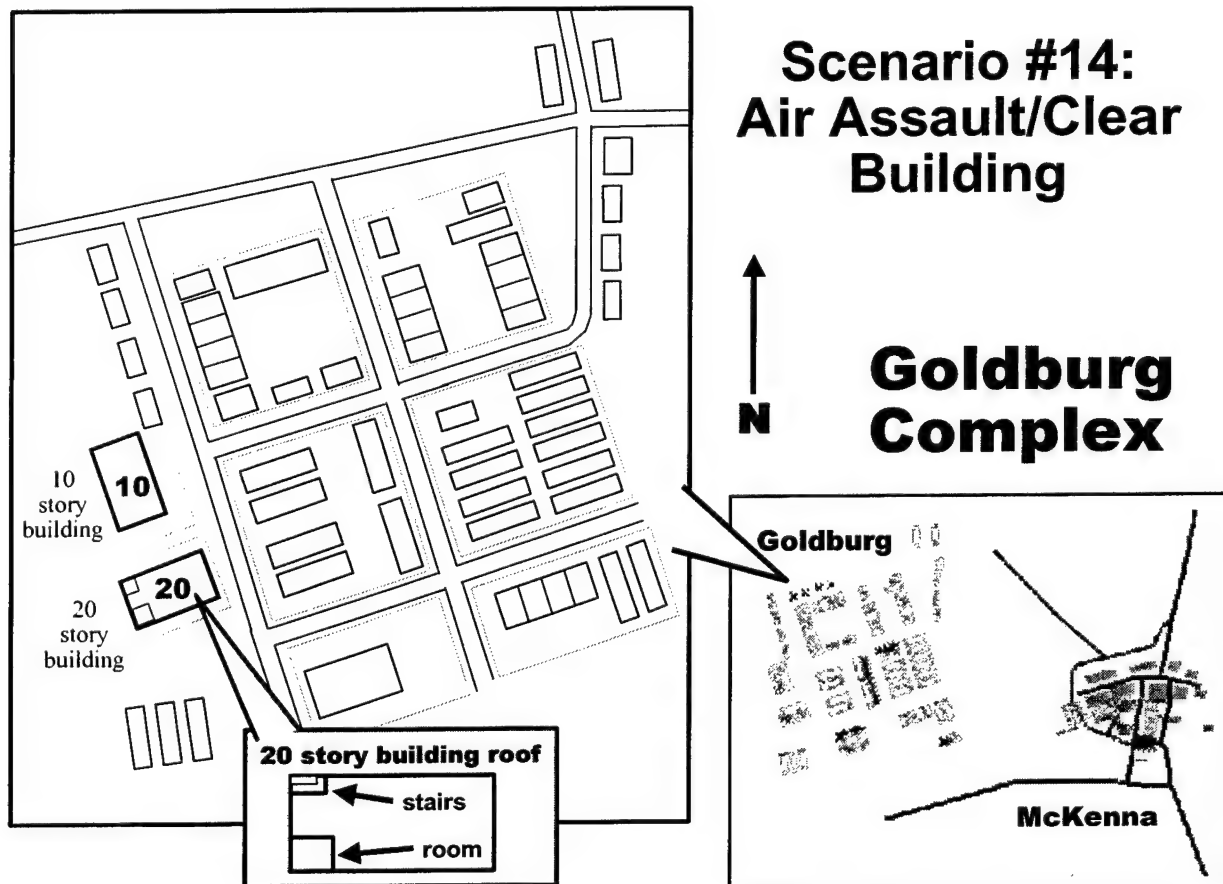 Scenario #14:
Air Assault/Clear
Building
N
Goldburg
Complex
10
story
building
10
20
story
building
20
20 story building roof
stairs
room
Goldburg
McKenna